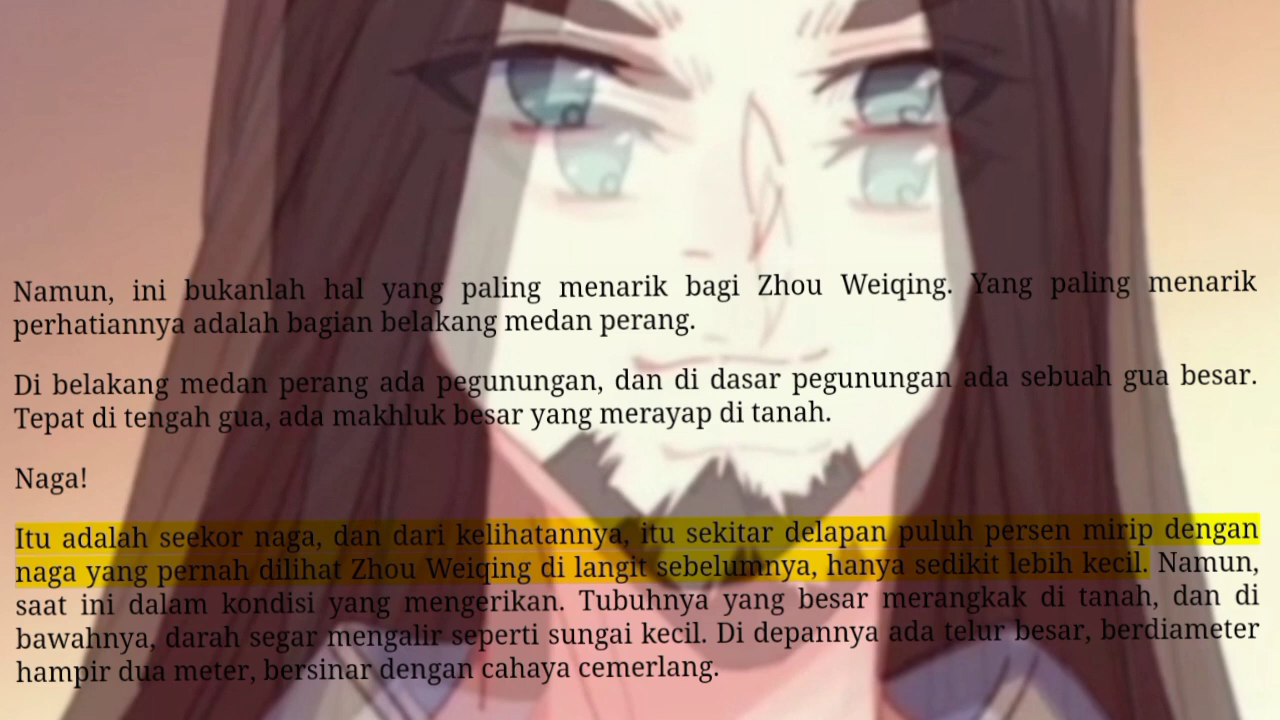 Namun, ini bukanlah hal yang paling menarik bagi Zhou Weiqing. Yang paling menarik
perhatiannya adalah bagian belakang medan perang.
Di belakang medan perang ada pegunungan, dan di dasar pegunungan ada sebuah gua besar.
Tepat di tengah gua, ada makhluk besar yang merayap di tanah.
Naga!
Itu adalah seekor naga, dan dari kelihatannya, itu sekitar delapan puluh persen mirip dengan
naga yang pernah dilihat Zhou Weiqing di langit sebelumnya, hanya sedikit lebih kecil. Namun,
saat ini dalam kondisi yang mengerikan. Tubuhnya yang besar merangkak di tanah, dan di
bawahnya, darah segar mengalir seperti sungai kecil. Di depannya ada telur besar, berdiameter
hampir dua meter, bersinar dengan cahaya cemerlang.